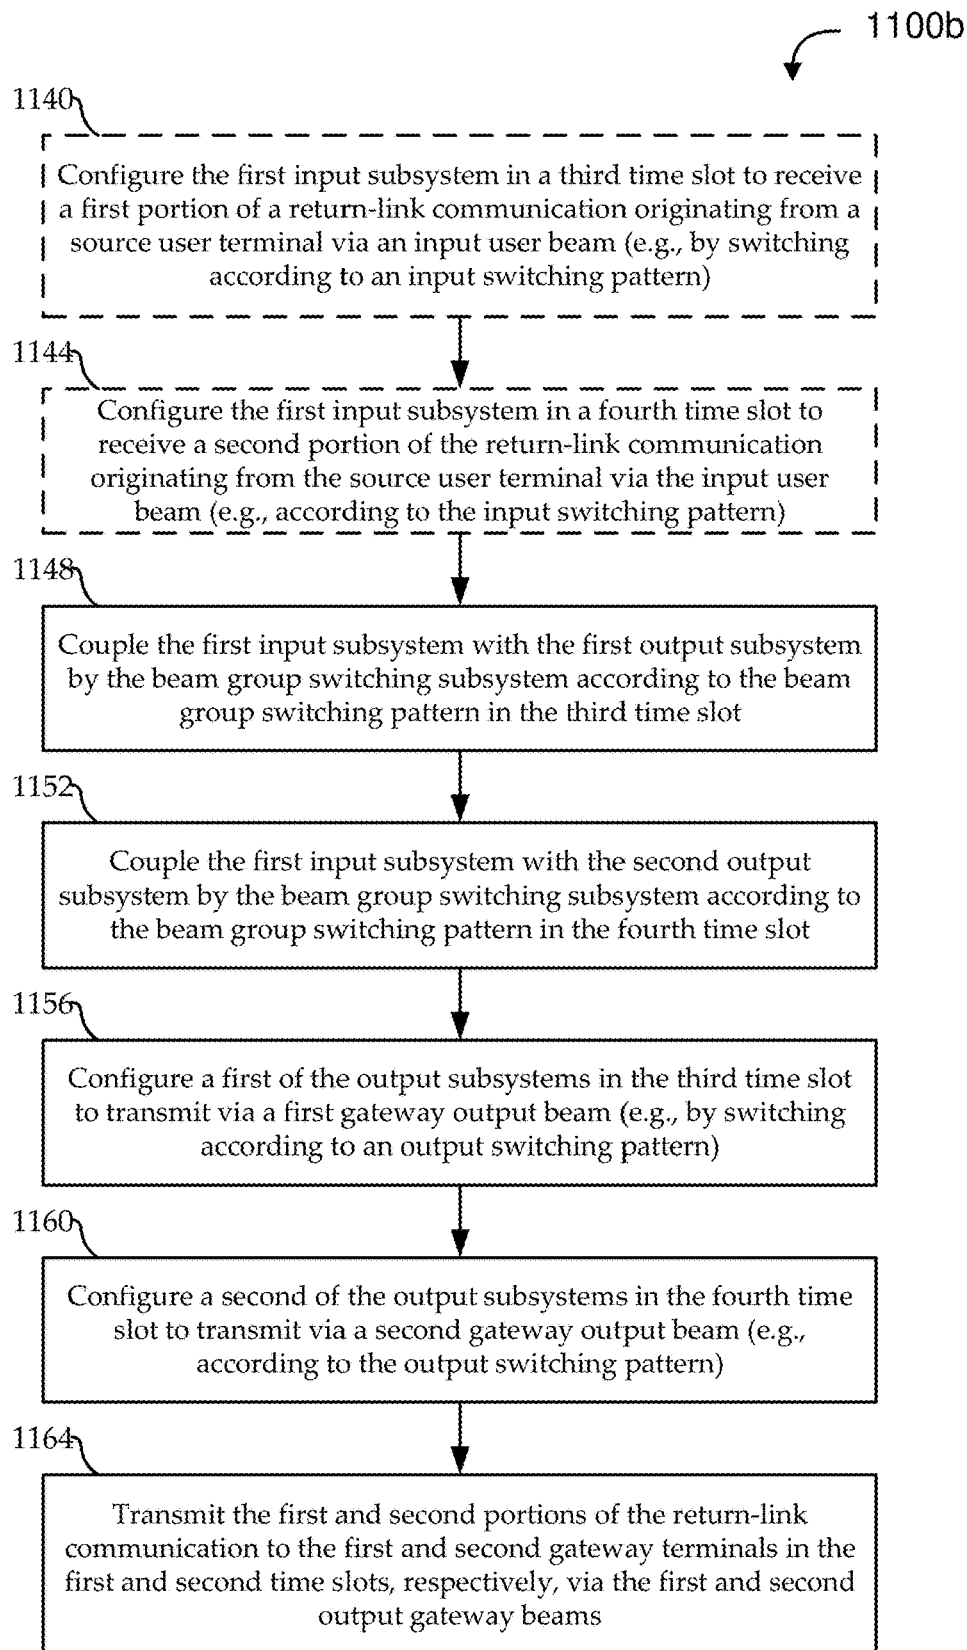 1100b
1140
Configure the first input subsystem in a third time slot to receive
a first portion of a return-link communication originating from a
source user terminal via an input user beam (e.g., by switching
according to an input switching pattern)
1144
Configure the first input subsystem in a fourth time slot to
receive a second portion of the return-link communication
originating from the source user terminal via the input user
beam (e.g., according to the input switching pattern)
1148
Couple the first input subsystem with the first output subsystem
by the beam group switching subsystem according to the beam
group switching pattern in the third time slot
1152
Couple the first input subsystem with the second output
subsystem by the beam group switching subsystem according to
the beam group switching pattern in the fourth time slot
1156
Configure a first of the output subsystems in the third time slot
to transmit via a first gateway output beam (e.g., by switching
according to an output switching pattern)
1160
Configure a second of the output subsystems in the fourth time
slot to transmit via a second gateway output beam (e.g.,
according to the output switching pattern)
1164
Transmit the first and second portions of the return-link
communication to the first and second gateway terminals in the
first and second time slots, respectively, via the first and second
output gateway beams